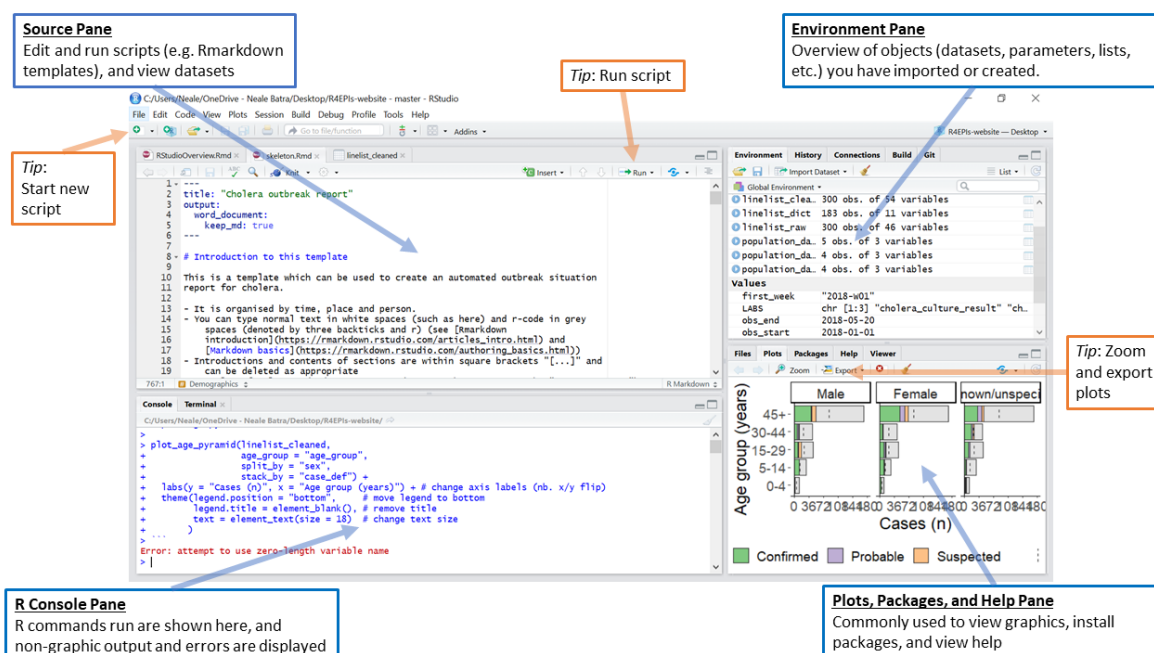 Source Pane
Edit and run scripts (e.g. Rmarkdown
templates), and view datasets
Environment Pane
Overview of objects (datasets, parameters, lists,
etc.) you have imported or created.
Tip: Run script
Tip:
Start new
script
C:/Users/Neale/OneDrive - Neale Batra/Desktop/R4EPIs-website - master - RStudio
File Edit Code View Plots Session Build Debug Profile Tools Help
Go to file/function Addins
R4EPIs-website — Desktop
RStudioOverview.Rmd skeleton.Rmd linelist_cleaned
ABC Knit Insert Run
1 ---
2 title: "Cholera outbreak report"
3 output:
4 word_document:
5 keep_md: true
6 ---
7
8 # Introduction to this template
9
10 This is a template which can be used to create an automated outbreak situation
11 report for cholera.
12
13 - It is organised by time, place and person.
14 - You can type normal text in white spaces (such as here) and r-code in grey
15 spaces (denoted by three backticks and r) (see [Rmarkdown
16 introduction](https://rmarkdown.rstudio.com/articles_intro.html) and
17 [Markdown basics](https://rmarkdown.rstudio.com/authoring_basics.html))
18 - Introductions and contents of sections are within square brackets "[...]" and
19 can be deleted as appropriate
767:1 Demographics R Markdown
Console Terminal
C:/Users/Neale/OneDrive - Neale Batra/Desktop/R4EPIs-website/
>
> plot_age_pyramid(linelist_cleaned,
+ age_group = "age_group",
+ split_by = "sex",
+ stack_by = "case_def") +
+ labs(y = "Cases (n)", x = "Age group (years)") + # change axis labels (nb. x/y flip)
+ theme(legend.position = "bottom", # move legend to bottom
+ legend.title = element_blank(), # remove title
+ text = element_text(size = 18) # change text size
+ )
> ```
Error: attempt to use zero-length variable name
>
Environment History Connections Build Git
Import Dataset List
Global Environment
linelist_clea… 300 obs. of 54 variables
linelist_dict 183 obs. of 11 variables
linelist_raw 300 obs. of 46 variables
population_da… 5 obs. of 3 variables
population_da… 4 obs. of 3 variables
population_da… 4 obs. of 3 variables
Values
first_week "2018-W01"
LABS chr [1:3] "cholera_culture_result" "ch…
obs_end 2018-05-20
obs_start 2018-01-01
Files Plots Packages Help Viewer
Zoom Export
Tip: Zoom
and export
plots
Male Female nown/unspeci
Age group (years)
45+
30-44
15-29
5-14
0-4
Cases (n)
Confirmed Probable Suspected
R Console Pane
R commands run are shown here, and
non-graphic output and errors are displayed
Plots, Packages, and Help Pane
Commonly used to view graphics, install
packages, and view help